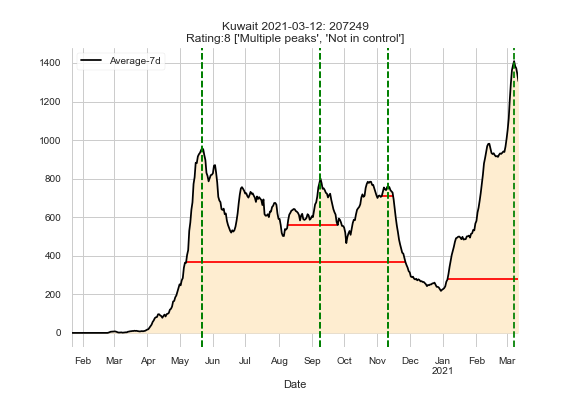 Kuwait 2021-03-12: 207249
Rating:8 ['Multiple peaks', 'Not in control']
Average-7d
1400
1200
1000
800
600
400
200
0
Feb Mar Apr May Jun Jul Aug Sep Oct Nov Dec Jan Feb Mar
2021
Date